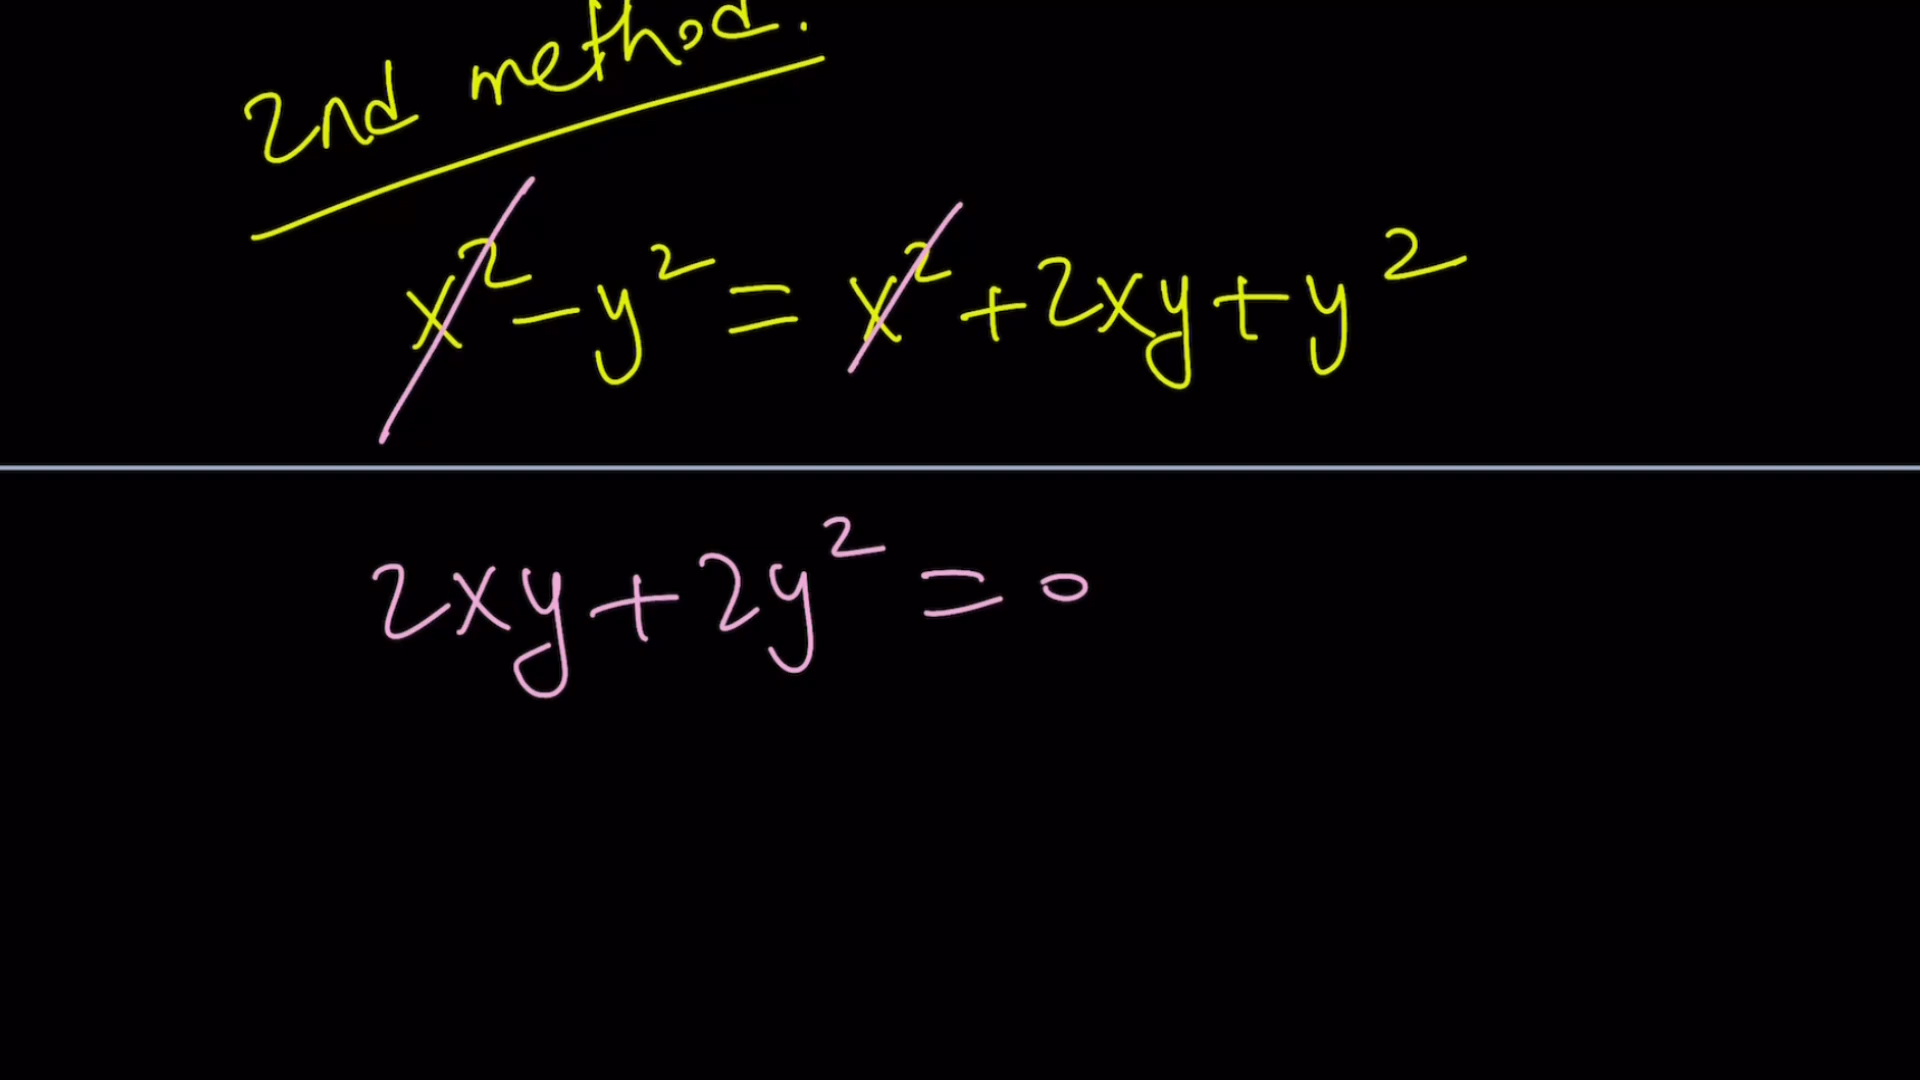 2nd method.
x² - y² = x² + 2xy + y²
2xy + 2y² = 0